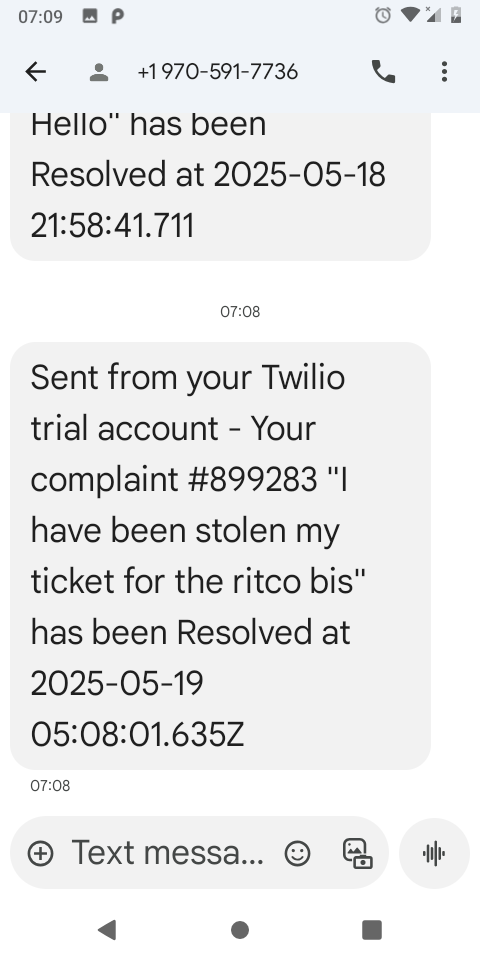 07:09
+1 970-591-7736
Hello" has been
Resolved at 2025-05-18
21:58:41.711
07:08
Sent from your Twilio
trial account - Your
complaint #899283 "I
have been stolen my
ticket for the ritco bis"
has been Resolved at
2025-05-19
05:08:01.635Z
07:08
Text messa...